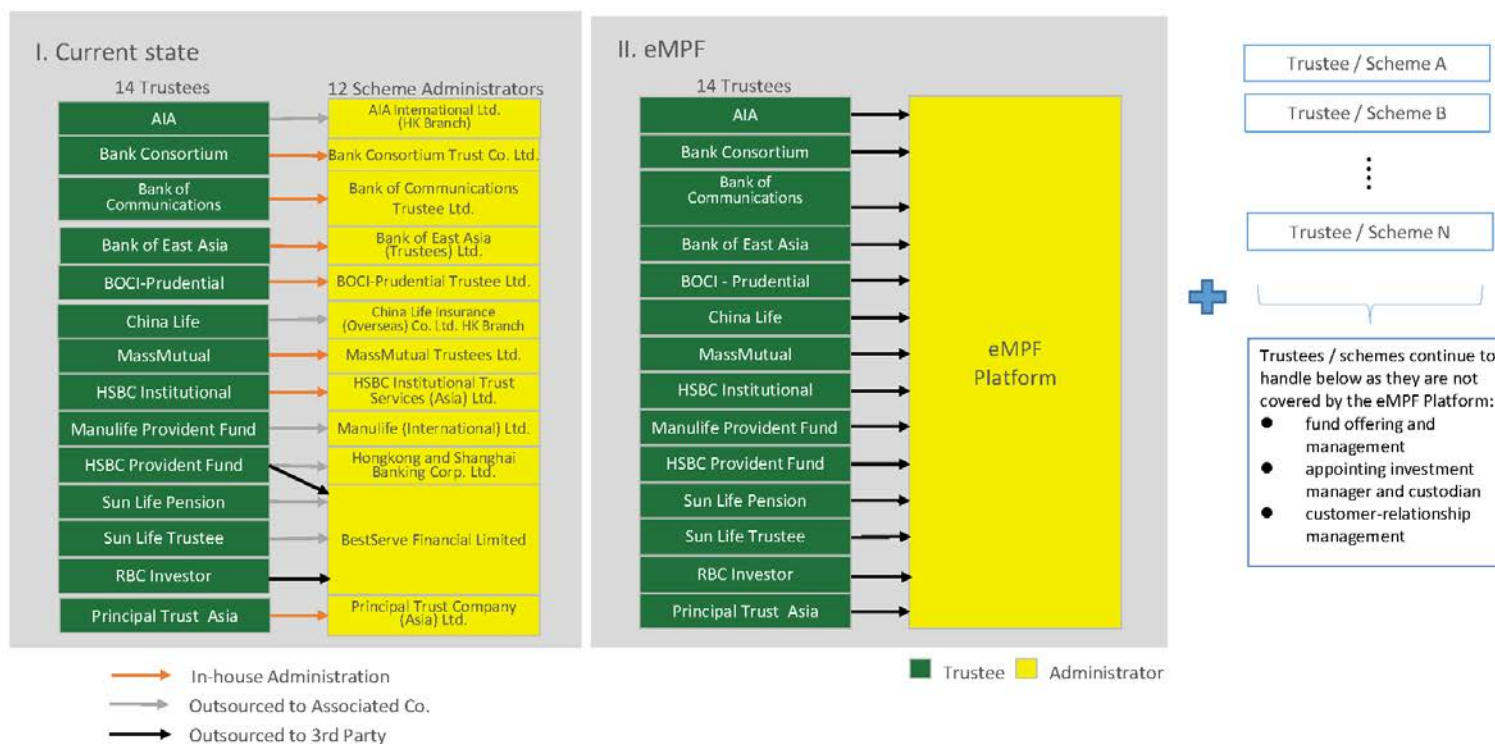 I. Current state
14 Trustees
12 Scheme Administrators
AIA
AIA International Ltd.
(HK Branch)
Bank Consortium
Bank Consortium Trust Co. Ltd.
Bank of
Communications
Bank of Communications
Trustee Ltd.
Bank of East Asia
Bank of East Asia
(Trustees) Ltd.
BOCI-Prudential
BOCI-Prudential Trustee Ltd.
China Life
China Life Insurance
(Overseas) Co. Ltd. HK Branch
MassMutual
MassMutual Trustees Ltd.
HSBC Institutional
HSBC Institutional Trust
Services (Asia) Ltd.
Manulife Provident Fund
Manulife (International) Ltd.
HSBC Provident Fund
Hongkong and Shanghai
Banking Corp. Ltd.
Sun Life Pension
Sun Life Trustee
BestServe Financial Limited
RBC Investor
Principal Trust Asia
Principal Trust Company
(Asia) Ltd.
In-house Administration
Outsourced to Associated Co.
Outsourced to 3rd Party
II. eMPF
14 Trustees
AIA
Bank Consortium
Bank of
Communications
Bank of East Asia
BOCI - Prudential
China Life
MassMutual
HSBC Institutional
Manulife Provident Fund
HSBC Provident Fund
Sun Life Pension
Sun Life Trustee
RBC Investor
Principal Trust Asia
eMPF
Platform
Trustee
Administrator
Trustee / Scheme A
Trustee / Scheme B
Trustee / Scheme N
Trustees / schemes continue to
handle below as they are not
covered by the eMPF Platform:
● fund offering and
management
● appointing investment
manager and custodian
● customer-relationship
management